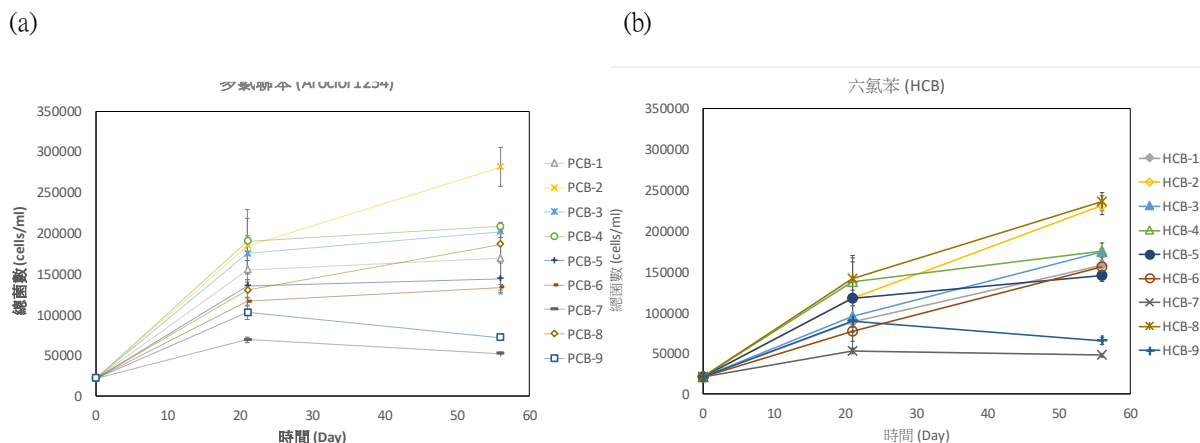 (a)
(b)
多氯聯苯 (Aroclor1254)
350000
300000
250000
200000
150000
100000
50000
0
0
10
20
30
40
50
60
總菌數 (cells/ml)
時間 (Day)
PCB-1
PCB-2
PCB-3
PCB-4
PCB-5
PCB-6
PCB-7
PCB-8
PCB-9
六氯苯 (HCB)
350000
300000
250000
200000
150000
100000
50000
0
0
10
20
30
40
50
60
總菌數 (cells/ml)
時間 (Day)
HCB-1
HCB-2
HCB-3
HCB-4
HCB-5
HCB-6
HCB-7
HCB-8
HCB-9